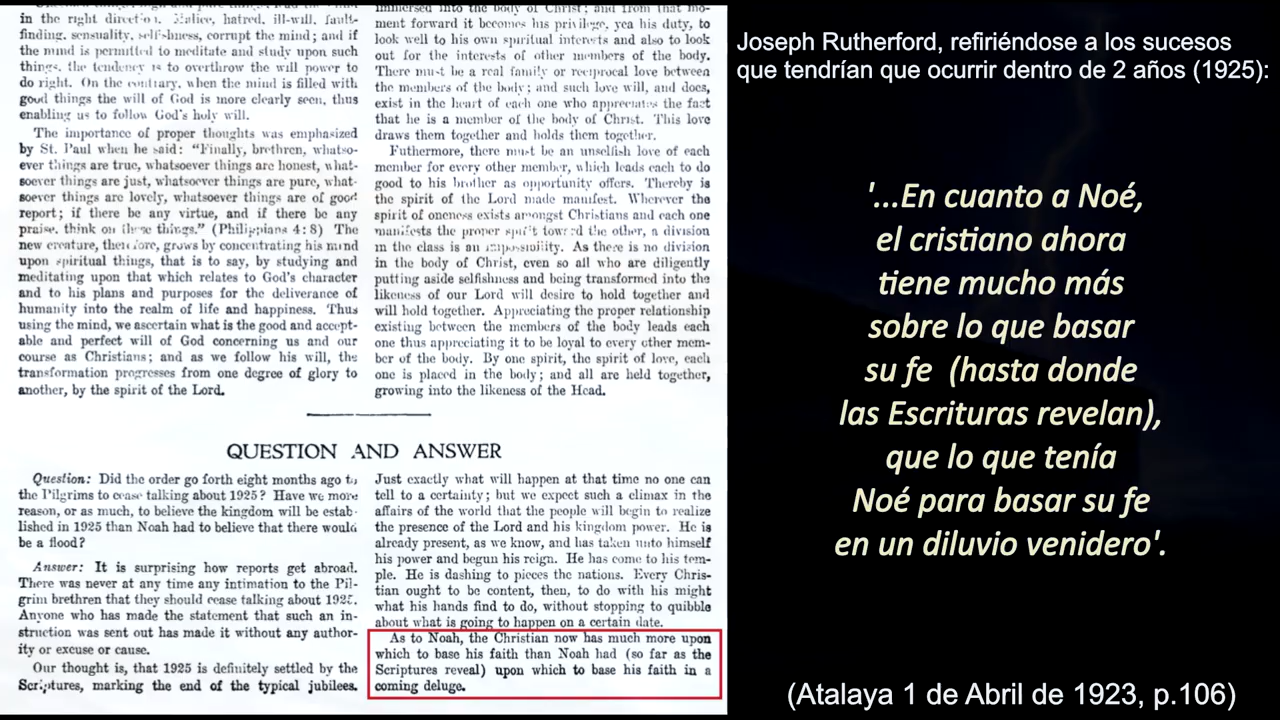 in the right direction. Malice, hatred, ill-will, fault-
finding, sensuality, selfishness, corrupt the mind; and if
the mind is permitted to meditate and study upon such
things, the tendency is to overthrow the will power to
do right. On the contrary, when the mind is filled with
good things the will of God is more clearly seen, thus
enabling us to follow God's holy will.
The importance of proper thoughts was emphasized
by St. Paul when he said: “Finally, brethren, whatso-
ever things are true, whatsoever things are honest, what-
soever things are just, whatsoever things are pure, what-
soever things are lovely, whatsoever things are of good
report; if there be any virtue, and if there be any
praise, think on these things.” (Philippians 4:8) The
new creature, therefore, grows by concentrating his mind
upon spiritual things, that is to say, by studying and
meditating upon that which relates to God's character
and to his plans and purposes for the deliverance of
humanity into the realm of life and happiness. Thus
using the mind, we ascertain what is the good and accept-
able and perfect will of God concerning us and our
course as Christians; and as we follow his will, the
transformation progresses from one degree of glory to
another, by the spirit of the Lord.
immersed into the body of Christ; and from that mo-
ment forward it becomes his privilege, yea his duty, to
look well to his own spiritual interests and also to look
out for the interests of other members of the body.
There must be a real family or reciprocal love between
the members of the body; and such love will, and does,
exist in the heart of each one who appreciates the fact
that he is a member of the body of Christ. This love
draws them together and holds them together.
Futhermore, there must be an unselfish love of each
member for every other member, which leads each to do
good to his brother as opportunity offers. Thereby is
the spirit of the Lord made manifest. Wherever the
spirit of oneness exists amongst Christians and each one
manifests the proper spirit toward the other, a division
in the class is an impossibility. As there is no division
in the body of Christ, even so all who are diligently
putting aside selfishness and being transformed into the
likeness of our Lord will desire to hold together and
will hold together. Appreciating the proper relationship
existing between the members of the body leads each
one thus appreciating it to be loyal to every other mem-
ber of the body. By one spirit, the spirit of love, each
one is placed in the body; and all are held together,
growing into the likeness of the Head.
QUESTION AND ANSWER
Question: Did the order go forth eight months ago to
the Pilgrims to cease talking about 1925? Have we more
reason, or as much, to believe the kingdom will be estab-
lished in 1925 than Noah had to believe that there would
be a flood?
Answer: It is surprising how reports get abroad.
There was never at any time any intimation to the Pil-
grim brethren that they should cease talking about 1925.
Anyone who has made the statement that such an in-
struction was sent out has made it without any author-
ity or excuse or cause.
Our thought is, that 1925 is definitely settled by the
Scriptures, marking the end of the typical jubilees.
Just exactly what will happen at that time no one can
tell to a certainty; but we expect such a climax in the
affairs of the world that the people will begin to realize
the presence of the Lord and his kingdom power. He is
already present, as we know, and has taken unto himself
his power and begun his reign. He has come to his tem-
ple. He is dashing to pieces the nations. Every Chris-
tian ought to be content, then, to do with his might
what his hands find to do, without stopping to quibble
about what is going to happen on a certain date.
As to Noah, the Christian now has much more upon
which to base his faith than Noah had (so far as the
Scriptures reveal) upon which to base his faith in a
coming deluge.
Joseph Rutherford, refiriéndose a los sucesos
que tendrían que ocurrir dentro de 2 años (1925):
'...En cuanto a Noé,
el cristiano ahora
tiene mucho más
sobre lo que basar
su fe (hasta donde
las Escrituras revelan),
que lo que tenía
Noé para basar su fe
en un diluvio venidero'.
(Atalaya 1 de Abril de 1923, p.106)